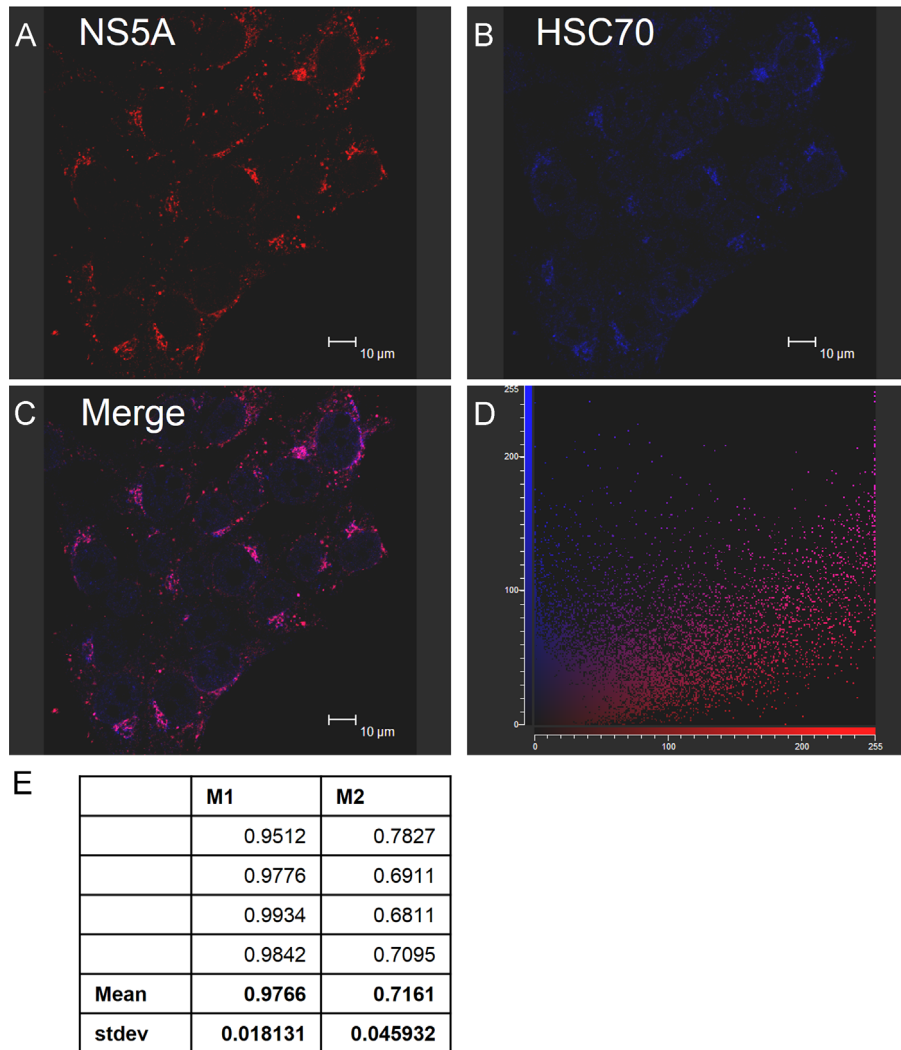 A NS5A
10 µm
B HSC70
10 µm
C Merge
10 µm
D
255
200
100
0
0 100 200 255
E
M1 M2
0.9512 0.7827
0.9776 0.6911
0.9934 0.6811
0.9842 0.7095
Mean 0.9766 0.7161
stdev 0.018131 0.045932